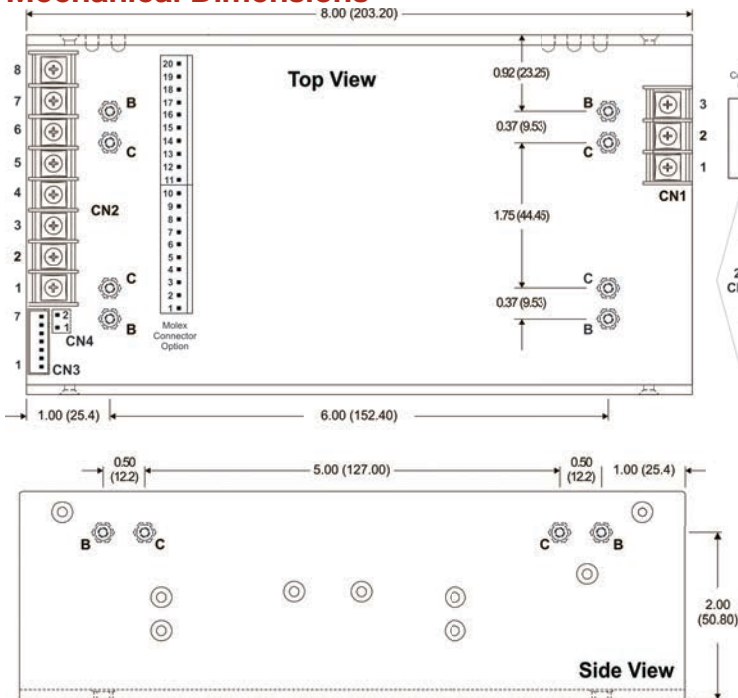 Mechanical Dimensions
8.00 (203.20)
Top View
8
7
6
5
4
3
2
1
CN2
20
19
18
17
16
15
14
13
12
11
10
9
8
7
6
5
4
3
2
1
Molex
Connector
Option
B
C
C
B
7
1
CN3
2
1
CN4
0.92 (23.25)
0.37 (9.53)
1.75 (44.45)
0.37 (9.53)
B
C
C
B
3
2
1
CN1
1.00 (25.4)
6.00 (152.40)
0.50
(12.2)
5.00 (127.00)
0.50
(12.2)
1.00 (25.4)
B
C
C
B
2.00
(50.80)
Side View